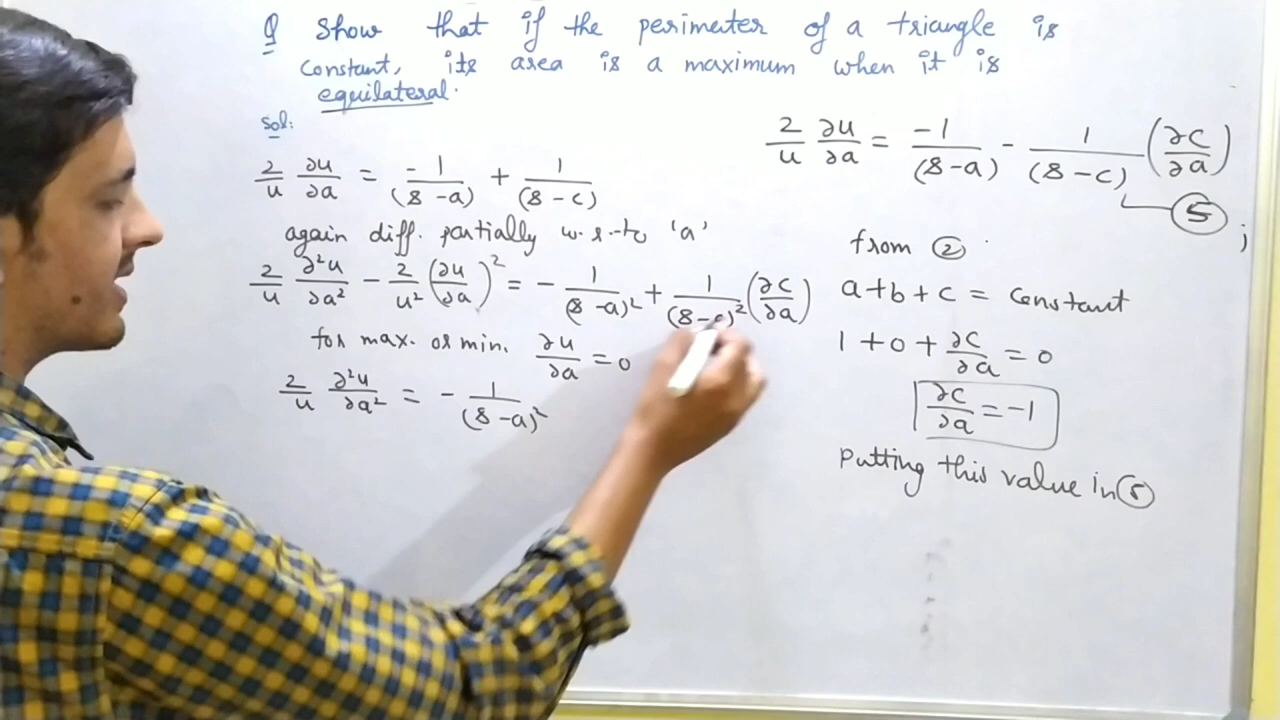 Q Show that if the perimeter of a triangle is
constant, its area is a maximum when it is
equilateral.
Sol:
2/u ∂u/∂a = -1/(s-a) + 1/(s-c)
again diff. partially w.r.to 'a'
2/u ∂²u/∂a² - 2/u² (∂u/∂a)² = - 1/(s-a)² + 1/(s-c)² (∂c/∂a)
for max. or min. ∂u/∂a = 0
2/u ∂²u/∂a² = - 1/(s-a)²
2/u ∂u/∂a = -1/(s-a) - 1/(s-c) (∂c/∂a)
5
;
from ②
a+b+c = constant
1+0+ ∂c/∂a = 0
∂c/∂a = -1
Putting this value in ⑤